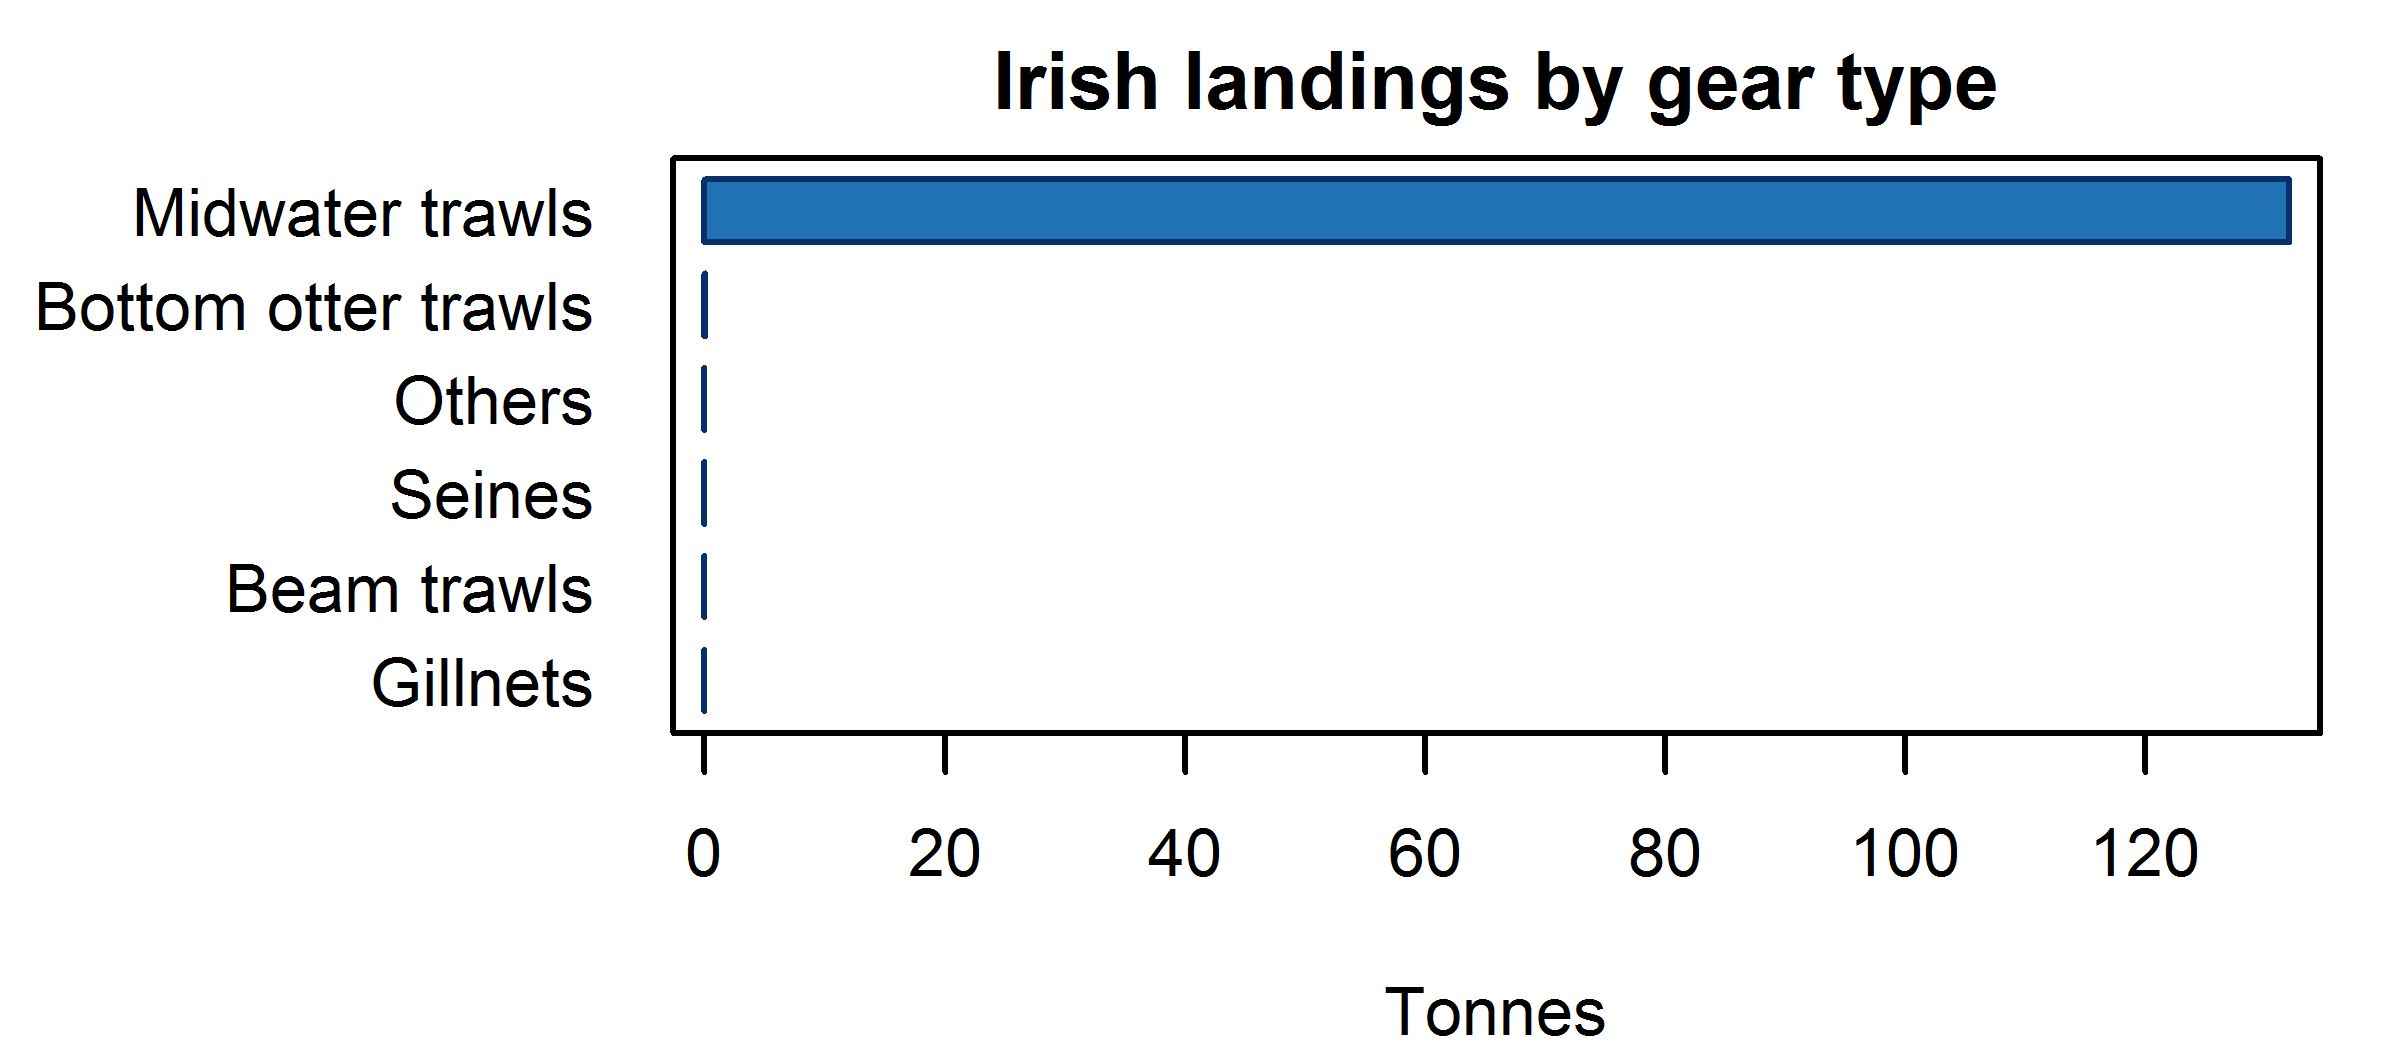 Irish landings by gear type
Midwater trawls
Bottom otter trawls
Others
Seines
Beam trawls
Gillnets
0 20 40 60 80 100 120
Tonnes